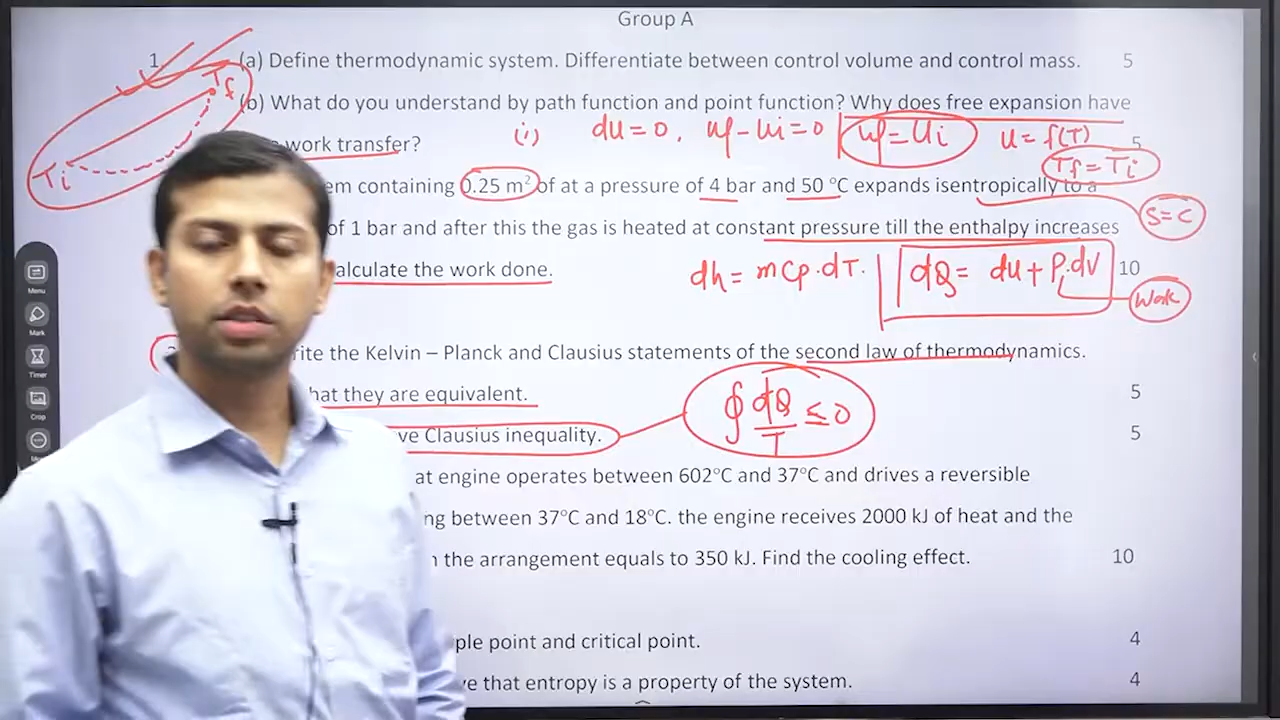 Group A
1. (a) Define thermodynamic system. Differentiate between control volume and control mass. 5
(b) What do you understand by path function and point function? Why does free expansion have
work transfer? 5
(i) du = 0, uf - ui = 0 uf = ui u = f(T)
Tf = Ti
Tf
Ti
containing 0.25 m² of at a pressure of 4 bar and 50 °C expands isentropically to a
S = C
of 1 bar and after this the gas is heated at constant pressure till the enthalpy increases
alculate the work done. 10
dh = mCp.dT. dQ = du + P.dV
Work
rite the Kelvin – Planck and Clausius statements of the second law of thermodynamics.
hat they are equivalent. 5
ve Clausius inequality. 5
∮ dQ/T ≤ 0
at engine operates between 602°C and 37°C and drives a reversible
ng between 37°C and 18°C. the engine receives 2000 kJ of heat and the
the arrangement equals to 350 kJ. Find the cooling effect. 10
ple point and critical point. 4
ve that entropy is a property of the system. 4
Menu
Mark
Timer
Crop